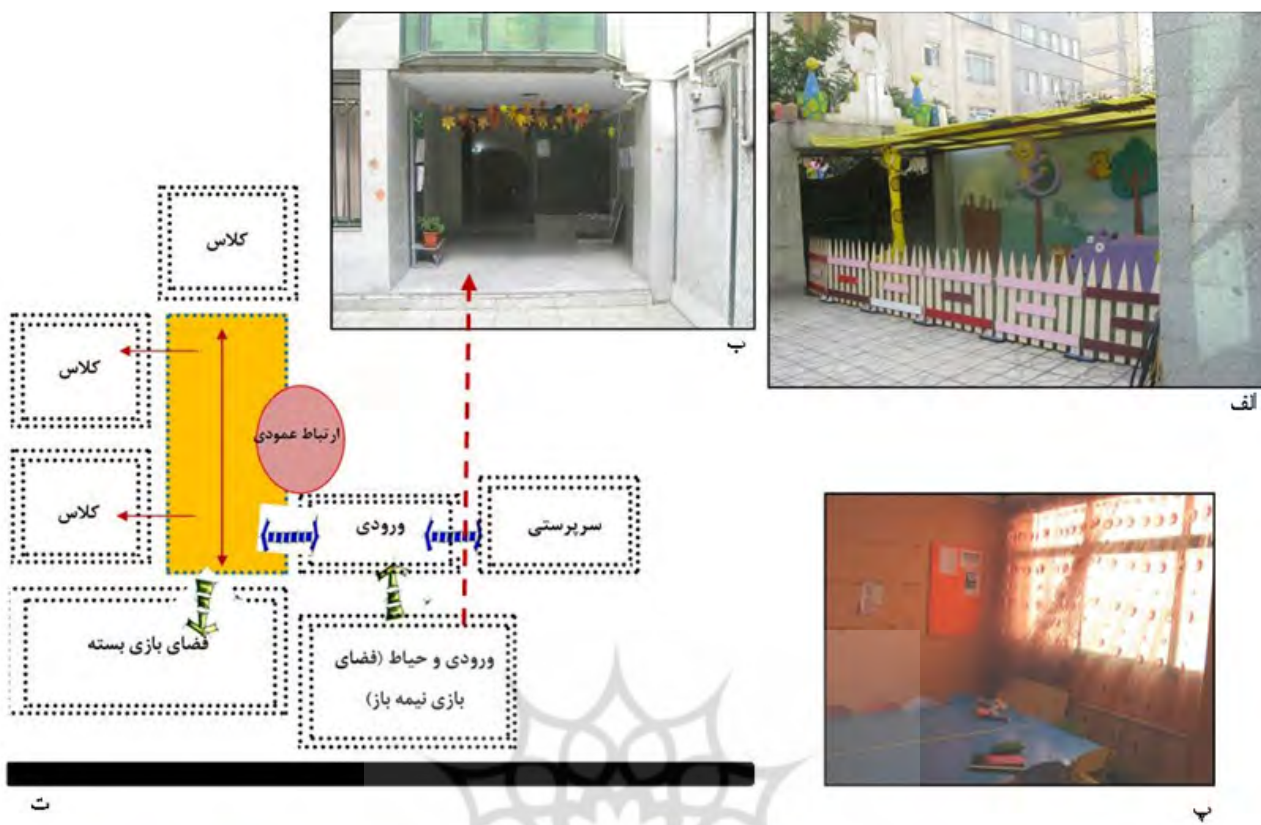 ب
الف
کلاس
کلاس
ارتباط عمودی
کلاس
ورودی
سرپرستی
فضای بازی بسته
ورودی و حیاط (فضای
بازی نیمه باز)
ت
پ